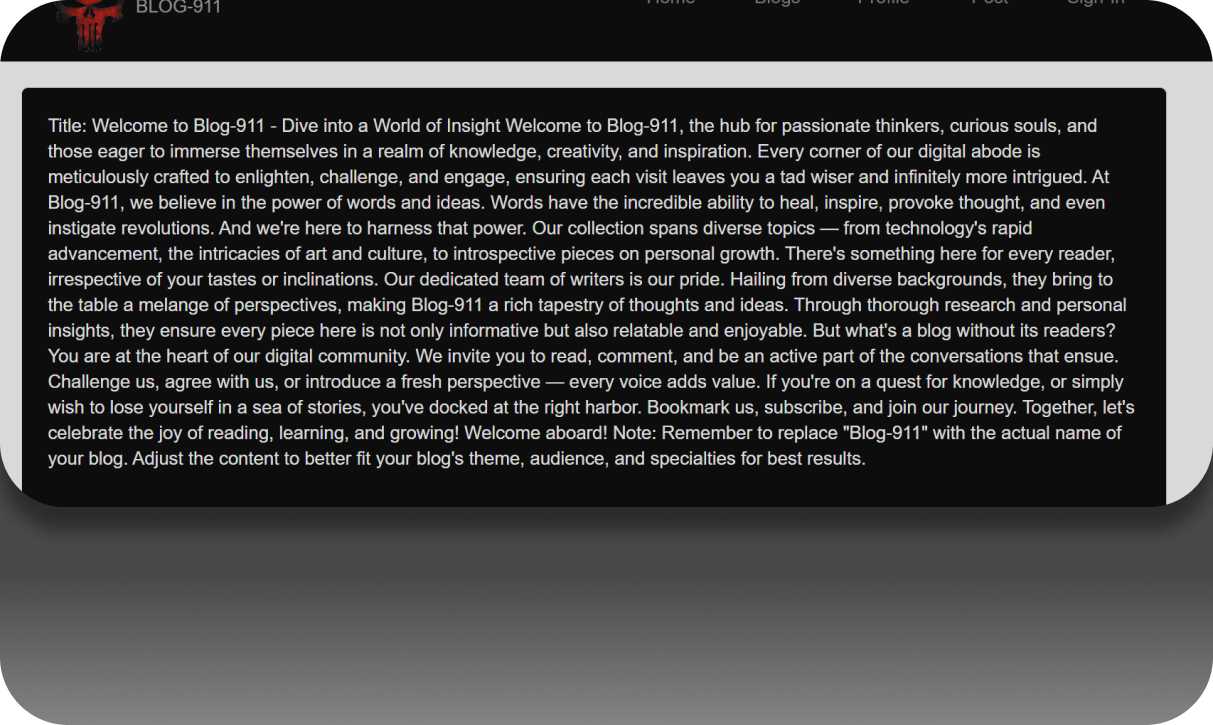 BLOG-911
Home Blogs Profile Post Sign-In
Title: Welcome to Blog-911 - Dive into a World of Insight Welcome to Blog-911, the hub for passionate thinkers, curious souls, and
those eager to immerse themselves in a realm of knowledge, creativity, and inspiration. Every corner of our digital abode is
meticulously crafted to enlighten, challenge, and engage, ensuring each visit leaves you a tad wiser and infinitely more intrigued. At
Blog-911, we believe in the power of words and ideas. Words have the incredible ability to heal, inspire, provoke thought, and even
instigate revolutions. And we're here to harness that power. Our collection spans diverse topics — from technology's rapid
advancement, the intricacies of art and culture, to introspective pieces on personal growth. There's something here for every reader,
irrespective of your tastes or inclinations. Our dedicated team of writers is our pride. Hailing from diverse backgrounds, they bring to
the table a melange of perspectives, making Blog-911 a rich tapestry of thoughts and ideas. Through thorough research and personal
insights, they ensure every piece here is not only informative but also relatable and enjoyable. But what's a blog without its readers?
You are at the heart of our digital community. We invite you to read, comment, and be an active part of the conversations that ensue.
Challenge us, agree with us, or introduce a fresh perspective — every voice adds value. If you're on a quest for knowledge, or simply
wish to lose yourself in a sea of stories, you've docked at the right harbor. Bookmark us, subscribe, and join our journey. Together, let's
celebrate the joy of reading, learning, and growing! Welcome aboard! Note: Remember to replace "Blog-911" with the actual name of
your blog. Adjust the content to better fit your blog's theme, audience, and specialties for best results.